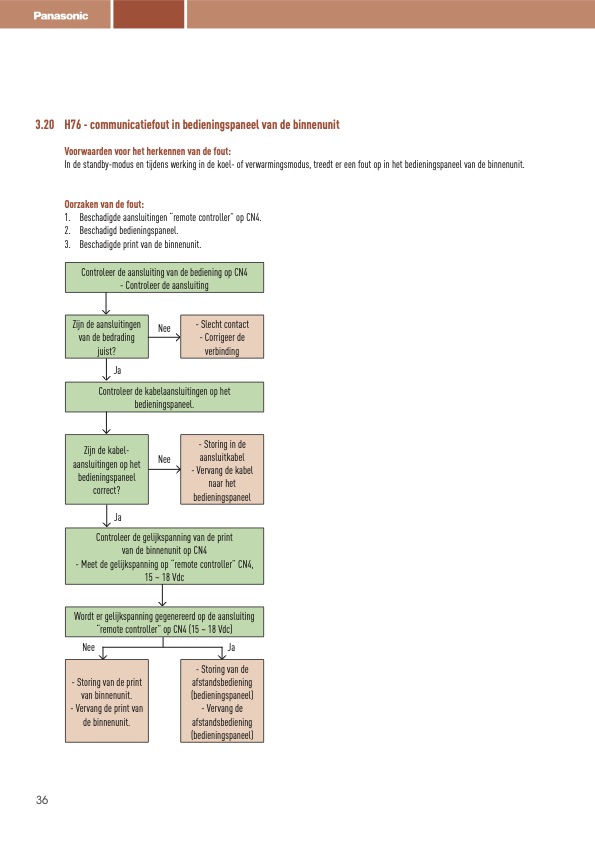 Panasonic
3.20 H76 - communicatiefout in bedieningspaneel van de binnenunit
Voorwaarden voor het herkennen van de fout:
In de standby-modus en tijdens werking in de koel- of verwarmingsmodus, treedt er een fout op in het bedieningspaneel van de binnenunit.
Oorzaken van de fout:
1. Beschadigde aansluitingen “remote controller” op CN4.
2. Beschadigd bedieningspaneel.
3. Beschadigde print van de binnenunit.
Controleer de aansluiting van de bediening op CN4
- Controleer de aansluiting
Zijn de aansluitingen
van de bedrading
juist?
Nee
- Slecht contact
- Corrigeer de
verbinding
Ja
Controleer de kabelaansluitingen op het
bedieningspaneel.
Zijn de kabel-
aansluitingen op het
bedieningspaneel
correct?
Nee
- Storing in de
aansluitkabel
- Vervang de kabel
naar het
bedieningspaneel
Ja
Controleer de gelijkspanning van de print
van de binnenunit op CN4
- Meet de gelijkspanning op “remote controller” CN4,
15 ~ 18 Vdc
Wordt er gelijkspanning gegenereerd op de aansluiting
“remote controller” op CN4 (15 ~ 18 Vdc)
Nee
Ja
- Storing van de print
van binnenunit.
- Vervang de print van
de binnenunit.
- Storing van de
afstandsbediening
(bedieningspaneel)
- Vervang de
afstandsbediening
(bedieningspaneel)
36